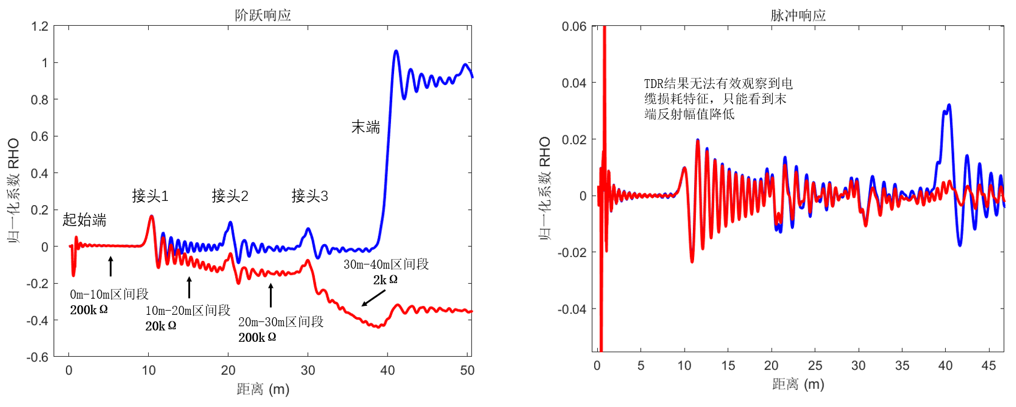 阶跃响应
1.2
1
0.8
0.6
0.4
0.2
0
-0.2
-0.4
-0.6
归一化系数 RHO
末端
接头1
接头2
接头3
起始端
30m-40m区间段
2kΩ
0m-10m区间段
200kΩ
10m-20m区间段
20kΩ
20m-30m区间段
200kΩ
0 10 20 30 40 50
距离 (m)
脉冲响应
0.06
0.04
0.02
0
-0.02
-0.04
归一化系数 RHO
TDR结果无法有效观察到电
缆损耗特征，只能看到末
端反射幅值降低
0 5 10 15 20 25 30 35 40 45
距离 (m)